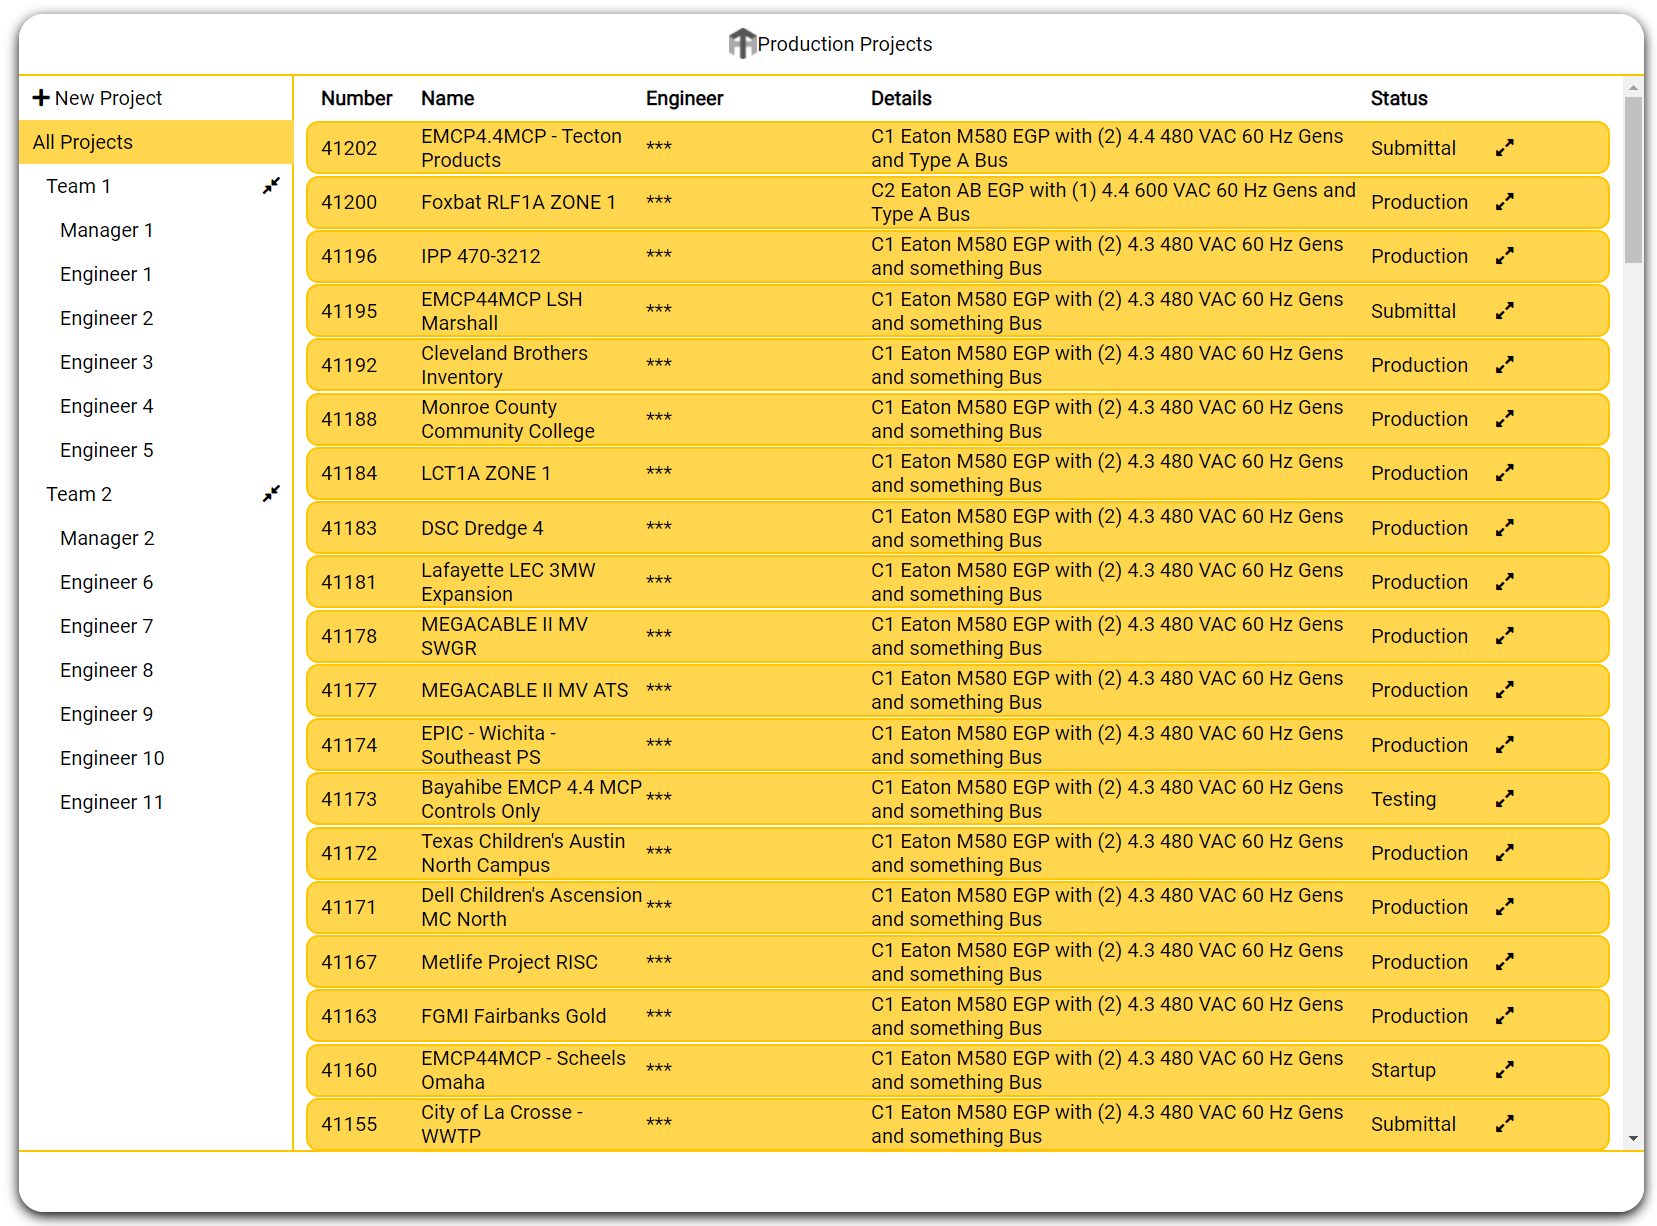 Production Projects
New Project
All Projects
Team 1
Manager 1
Engineer 1
Engineer 2
Engineer 3
Engineer 4
Engineer 5
Team 2
Manager 2
Engineer 6
Engineer 7
Engineer 8
Engineer 9
Engineer 10
Engineer 11
Number Name Engineer Details Status
41202 EMCP4.4MCP - Tecton Products *** C1 Eaton M580 EGP with (2) 4.4 480 VAC 60 Hz Gens and Type A Bus Submittal
41200 Foxbat RLF1A ZONE 1 *** C2 Eaton AB EGP with (1) 4.4 600 VAC 60 Hz Gens and Type A Bus Production
41196 IPP 470-3212 *** C1 Eaton M580 EGP with (2) 4.3 480 VAC 60 Hz Gens and something Bus Production
41195 EMCP44MCP LSH Marshall *** C1 Eaton M580 EGP with (2) 4.3 480 VAC 60 Hz Gens and something Bus Submittal
41192 Cleveland Brothers Inventory *** C1 Eaton M580 EGP with (2) 4.3 480 VAC 60 Hz Gens and something Bus Production
41188 Monroe County Community College *** C1 Eaton M580 EGP with (2) 4.3 480 VAC 60 Hz Gens and something Bus Production
41184 LCT1A ZONE 1 *** C1 Eaton M580 EGP with (2) 4.3 480 VAC 60 Hz Gens and something Bus Production
41183 DSC Dredge 4 *** C1 Eaton M580 EGP with (2) 4.3 480 VAC 60 Hz Gens and something Bus Production
41181 Lafayette LEC 3MW Expansion *** C1 Eaton M580 EGP with (2) 4.3 480 VAC 60 Hz Gens and something Bus Production
41178 MEGACABLE II MV SWGR *** C1 Eaton M580 EGP with (2) 4.3 480 VAC 60 Hz Gens and something Bus Production
41177 MEGACABLE II MV ATS *** C1 Eaton M580 EGP with (2) 4.3 480 VAC 60 Hz Gens and something Bus Production
41174 EPIC - Wichita - Southeast PS *** C1 Eaton M580 EGP with (2) 4.3 480 VAC 60 Hz Gens and something Bus Production
41173 Bayahibe EMCP 4.4 MCP Controls Only *** C1 Eaton M580 EGP with (2) 4.3 480 VAC 60 Hz Gens and something Bus Testing
41172 Texas Children's Austin North Campus *** C1 Eaton M580 EGP with (2) 4.3 480 VAC 60 Hz Gens and something Bus Production
41171 Dell Children's Ascension MC North *** C1 Eaton M580 EGP with (2) 4.3 480 VAC 60 Hz Gens and something Bus Production
41167 Metlife Project RISC *** C1 Eaton M580 EGP with (2) 4.3 480 VAC 60 Hz Gens and something Bus Production
41163 FGMI Fairbanks Gold *** C1 Eaton M580 EGP with (2) 4.3 480 VAC 60 Hz Gens and something Bus Production
41160 EMCP44MCP - Scheels Omaha *** C1 Eaton M580 EGP with (2) 4.3 480 VAC 60 Hz Gens and something Bus Startup
41155 City of La Crosse - WWTP *** C1 Eaton M580 EGP with (2) 4.3 480 VAC 60 Hz Gens and something Bus Submittal